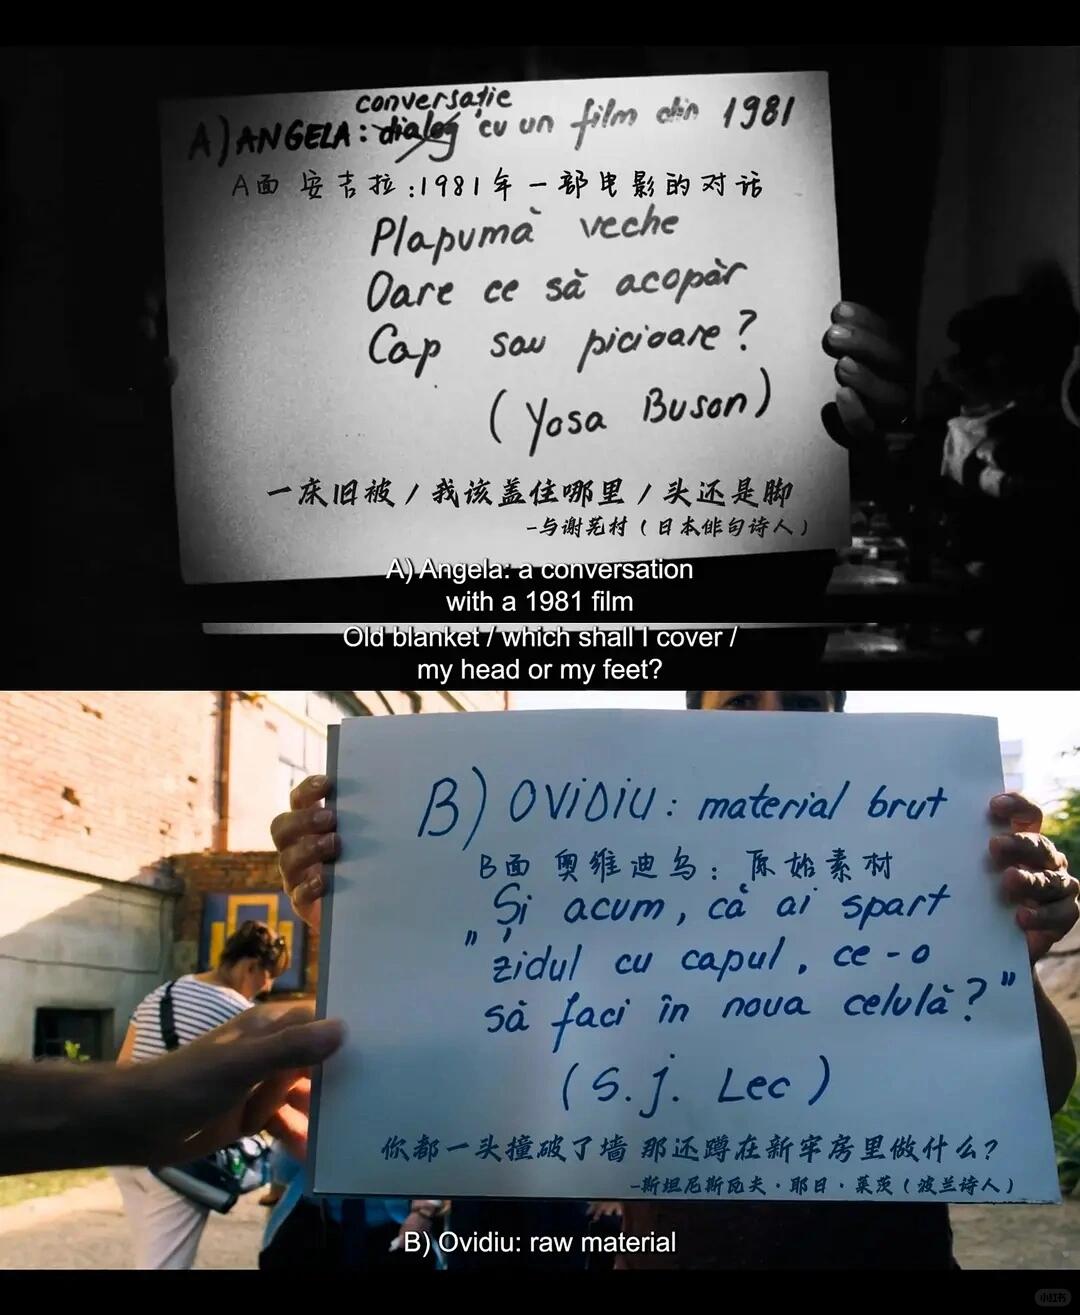 conversație
A) ANGELA: dialog cu un film din 1981
A面 安吉拉:1981年一部电影的对话
Plapumă veche
Oare ce să acopăr
Cap sau picioare?
(Yosa Buson)
一床旧被 / 我该盖住哪里 / 头还是脚
-与谢芜村(日本俳句诗人)
A) Angela: a conversation
with a 1981 film
Old blanket / which shall I cover /
my head or my feet?
B) OVIDIU: material brut
B面 奥维迪乌:原始素材
Și acum, că ai spart
"zidul cu capul, ce-o
să faci în noua celulă?"
(S.J. Lec)
你都一头撞破了墙 那还蹲在新牢房里做什么?
-斯坦尼斯瓦夫·耶日·莱茨(波兰诗人)
B) Ovidiu: raw material
小红书